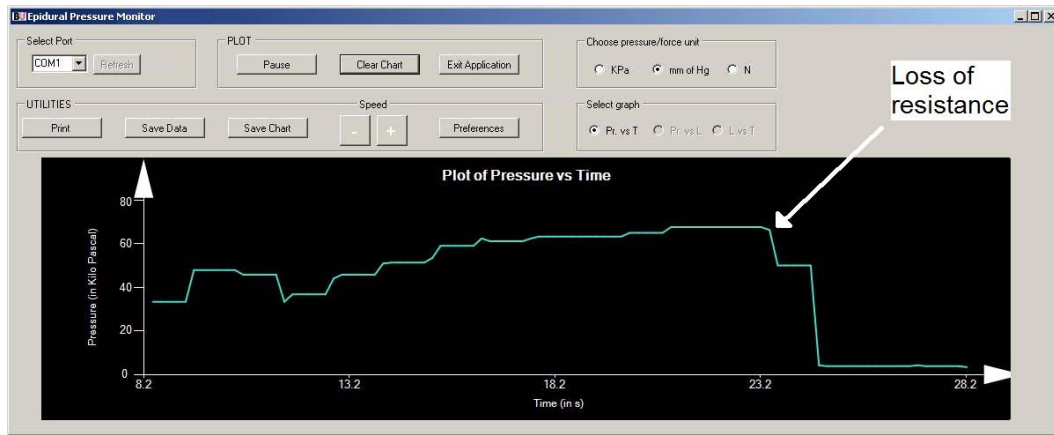 Epidural Pressure Monitor
Select Port
COM1
Refresh
PLOT
Pause
Clear Chart
Exit Application
Choose pressure/force unit
KPa
mm of Hg
N
UTILITIES
Print
Save Data
Save Chart
Speed
-
+
Preferences
Select graph
Pr. vs T
Pr. vs L
L vs T
Loss of
resistance
Plot of Pressure vs Time
Pressure (in Kilo Pascal)
80
60
40
20
0
8.2
13.2
18.2
23.2
28.2
Time (in s)